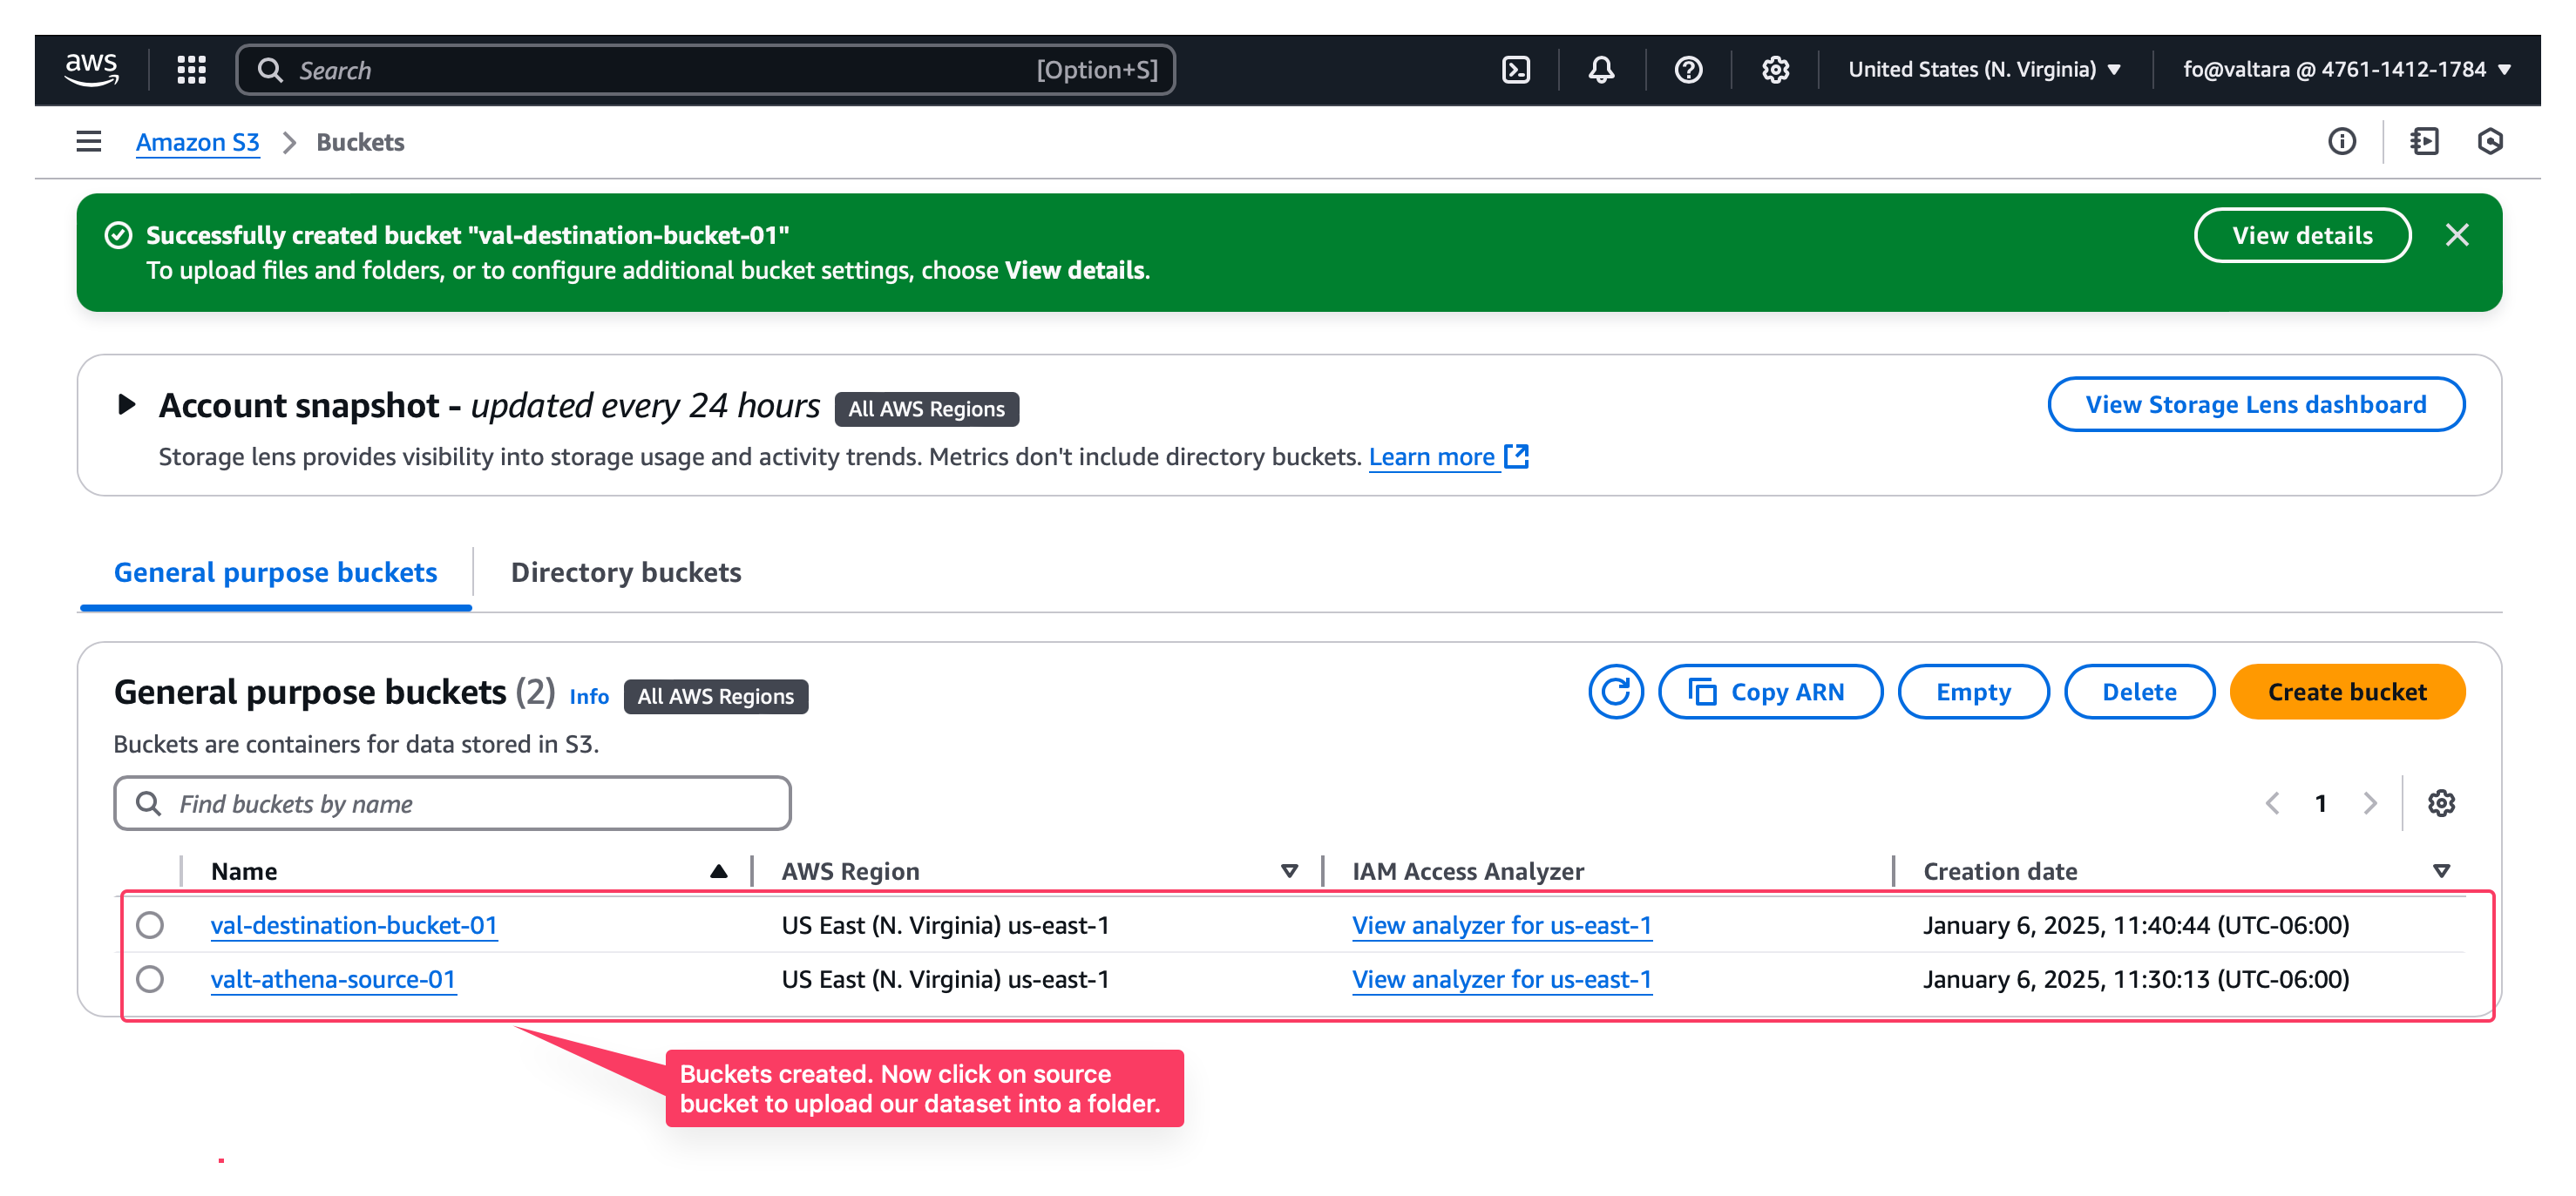 aws
Search [Option+S]
United States (N. Virginia) fo@valtara @ 4761-1412-1784
Amazon S3 Buckets
Successfully created bucket "val-destination-bucket-01"
View details
To upload files and folders, or to configure additional bucket settings, choose View details.
Account snapshot - updated every 24 hours All AWS Regions
View Storage Lens dashboard
Storage lens provides visibility into storage usage and activity trends. Metrics don't include directory buckets. Learn more
General purpose buckets Directory buckets
General purpose buckets (2) Info All AWS Regions
Copy ARN Empty Delete Create bucket
Buckets are containers for data stored in S3.
Find buckets by name
1
Name AWS Region IAM Access Analyzer Creation date
val-destination-bucket-01 US East (N. Virginia) us-east-1 View analyzer for us-east-1 January 6, 2025, 11:40:44 (UTC-06:00)
valt-athena-source-01 US East (N. Virginia) us-east-1 View analyzer for us-east-1 January 6, 2025, 11:30:13 (UTC-06:00)
Buckets created. Now click on source
bucket to upload our dataset into a folder.